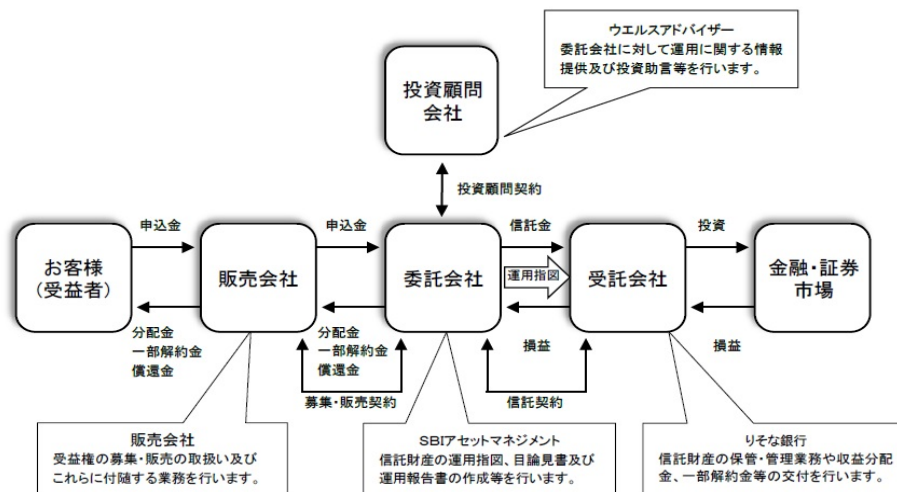 ウエルスアドバイザー
委託会社に対して運用に関する情報
提供及び投資助言等を行います。
投資顧問
会社
投資顧問契約
申込金
申込金
信託金
投資
お客様
(受益者)
販売会社
委託会社
運用指図
受託会社
金融・証券
市場
分配金
一部解約金
償還金
分配金
一部解約金
償還金
損益
損益
募集・販売契約
信託契約
販売会社
受益権の募集・販売の取扱い及び
これらに付随する業務を行います。
SBIアセットマネジメント
信託財産の運用指図、目論見書及び
運用報告書の作成等を行います。
りそな銀行
信託財産の保管・管理業務や収益分配
金、一部解約金等の交付を行います。